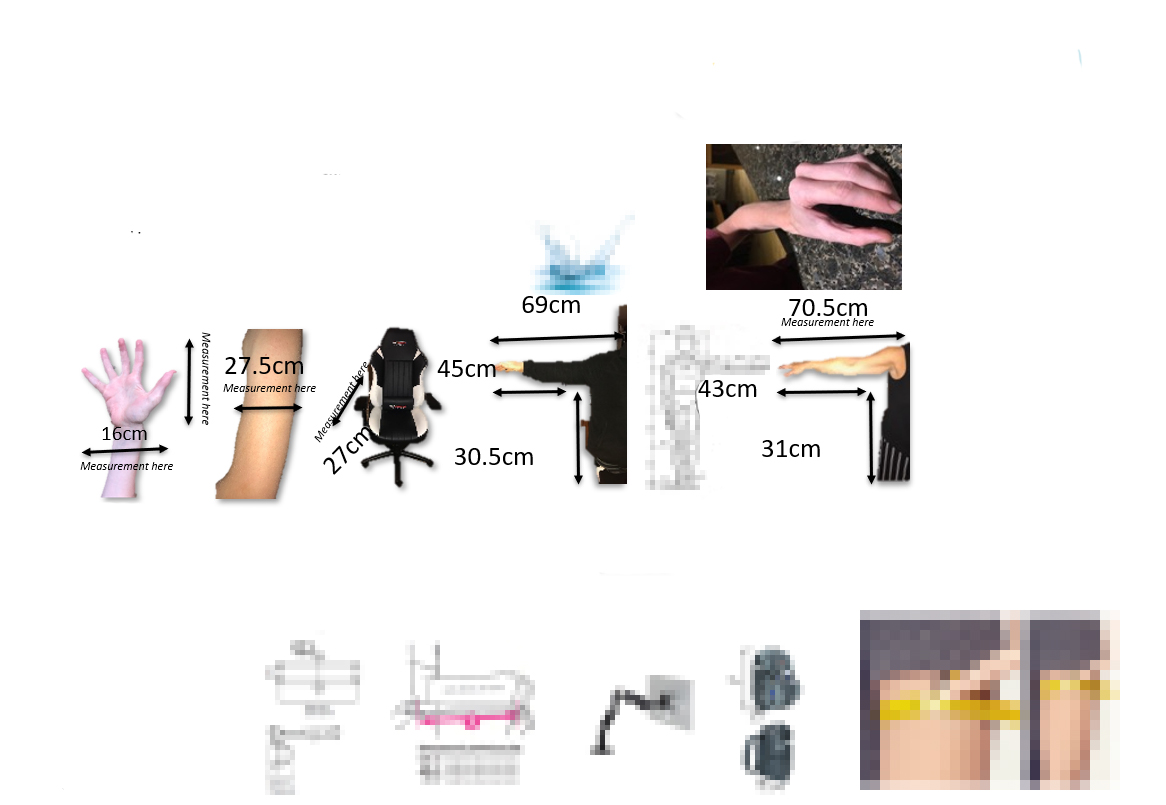 69cm
70.5cm
Measurement here
Measurement here
27.5cm
Measurement here
Measurement here
45cm
43cm
16cm
Measurement here
27cm
30.5cm
31cm